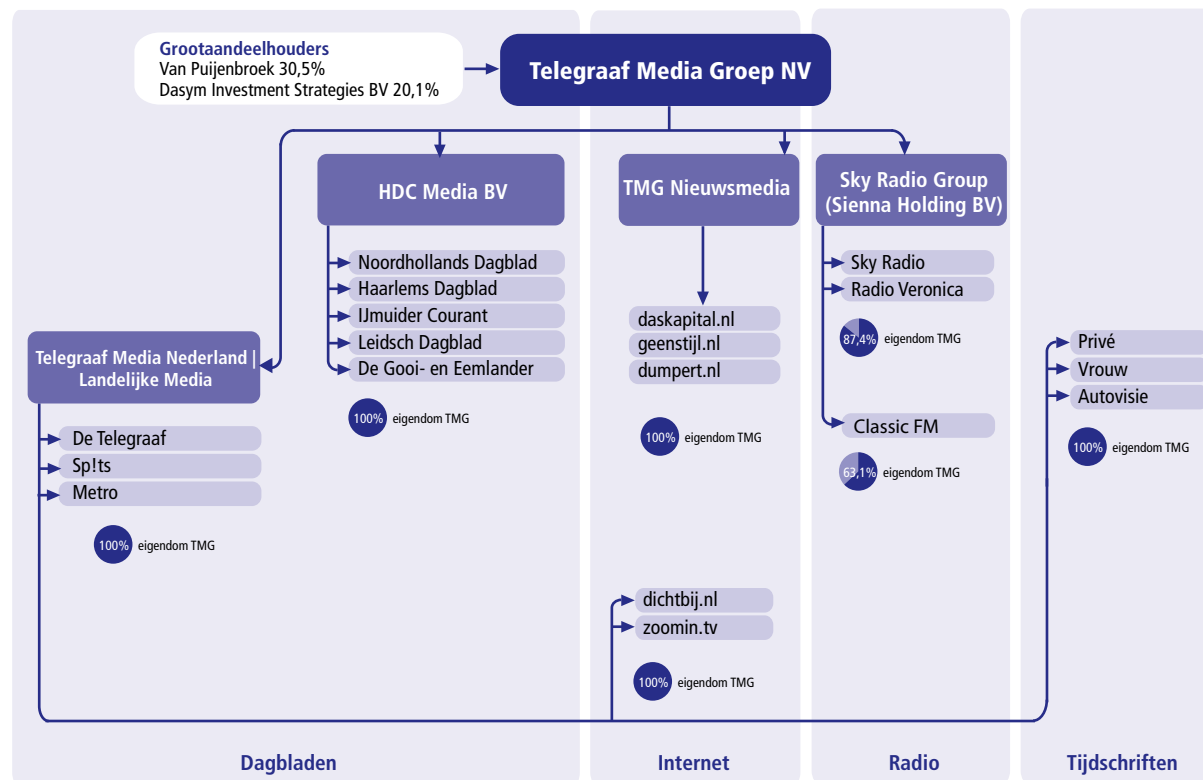 Grootaandeelhouders
Van Puijenbroek 30,5%
Dasym Investment Strategies BV 20,1%
Telegraaf Media Groep NV
HDC Media BV
TMG Nieuwsmedia
Sky Radio Group
(Sienna Holding BV)
Noordhollands Dagblad
Haarlems Dagblad
IJmuider Courant
Leidsch Dagblad
De Gooi- en Eemlander
100% eigendom TMG
daskapital.nl
geenstijl.nl
dumpert.nl
100% eigendom TMG
Sky Radio
Radio Veronica
87,4% eigendom TMG
Classic FM
63,1% eigendom TMG
Privé
Vrouw
Autovisie
100% eigendom TMG
Telegraaf Media Nederland |
Landelijke Media
De Telegraaf
Sp!ts
Metro
100% eigendom TMG
dichtbij.nl
zoomin.tv
100% eigendom TMG
Dagbladen
Internet
Radio
Tijdschriften